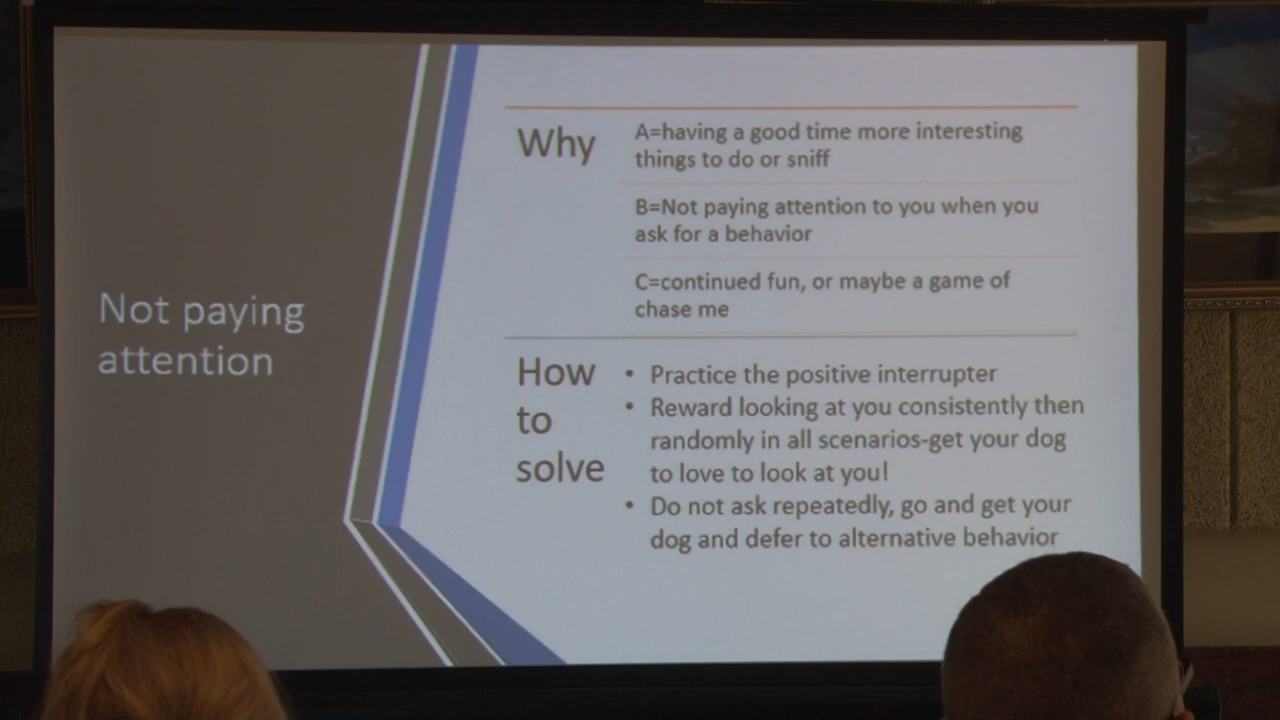 Not paying
attention
Why
A=having a good time more interesting
things to do or sniff
B=Not paying attention to you when you
ask for a behavior
C=continued fun, or maybe a game of
chase me
How
to
solve
• Practice the positive interrupter
• Reward looking at you consistently then
randomly in all scenarios-get your dog
to love to look at you!
• Do not ask repeatedly, go and get your
dog and defer to alternative behavior